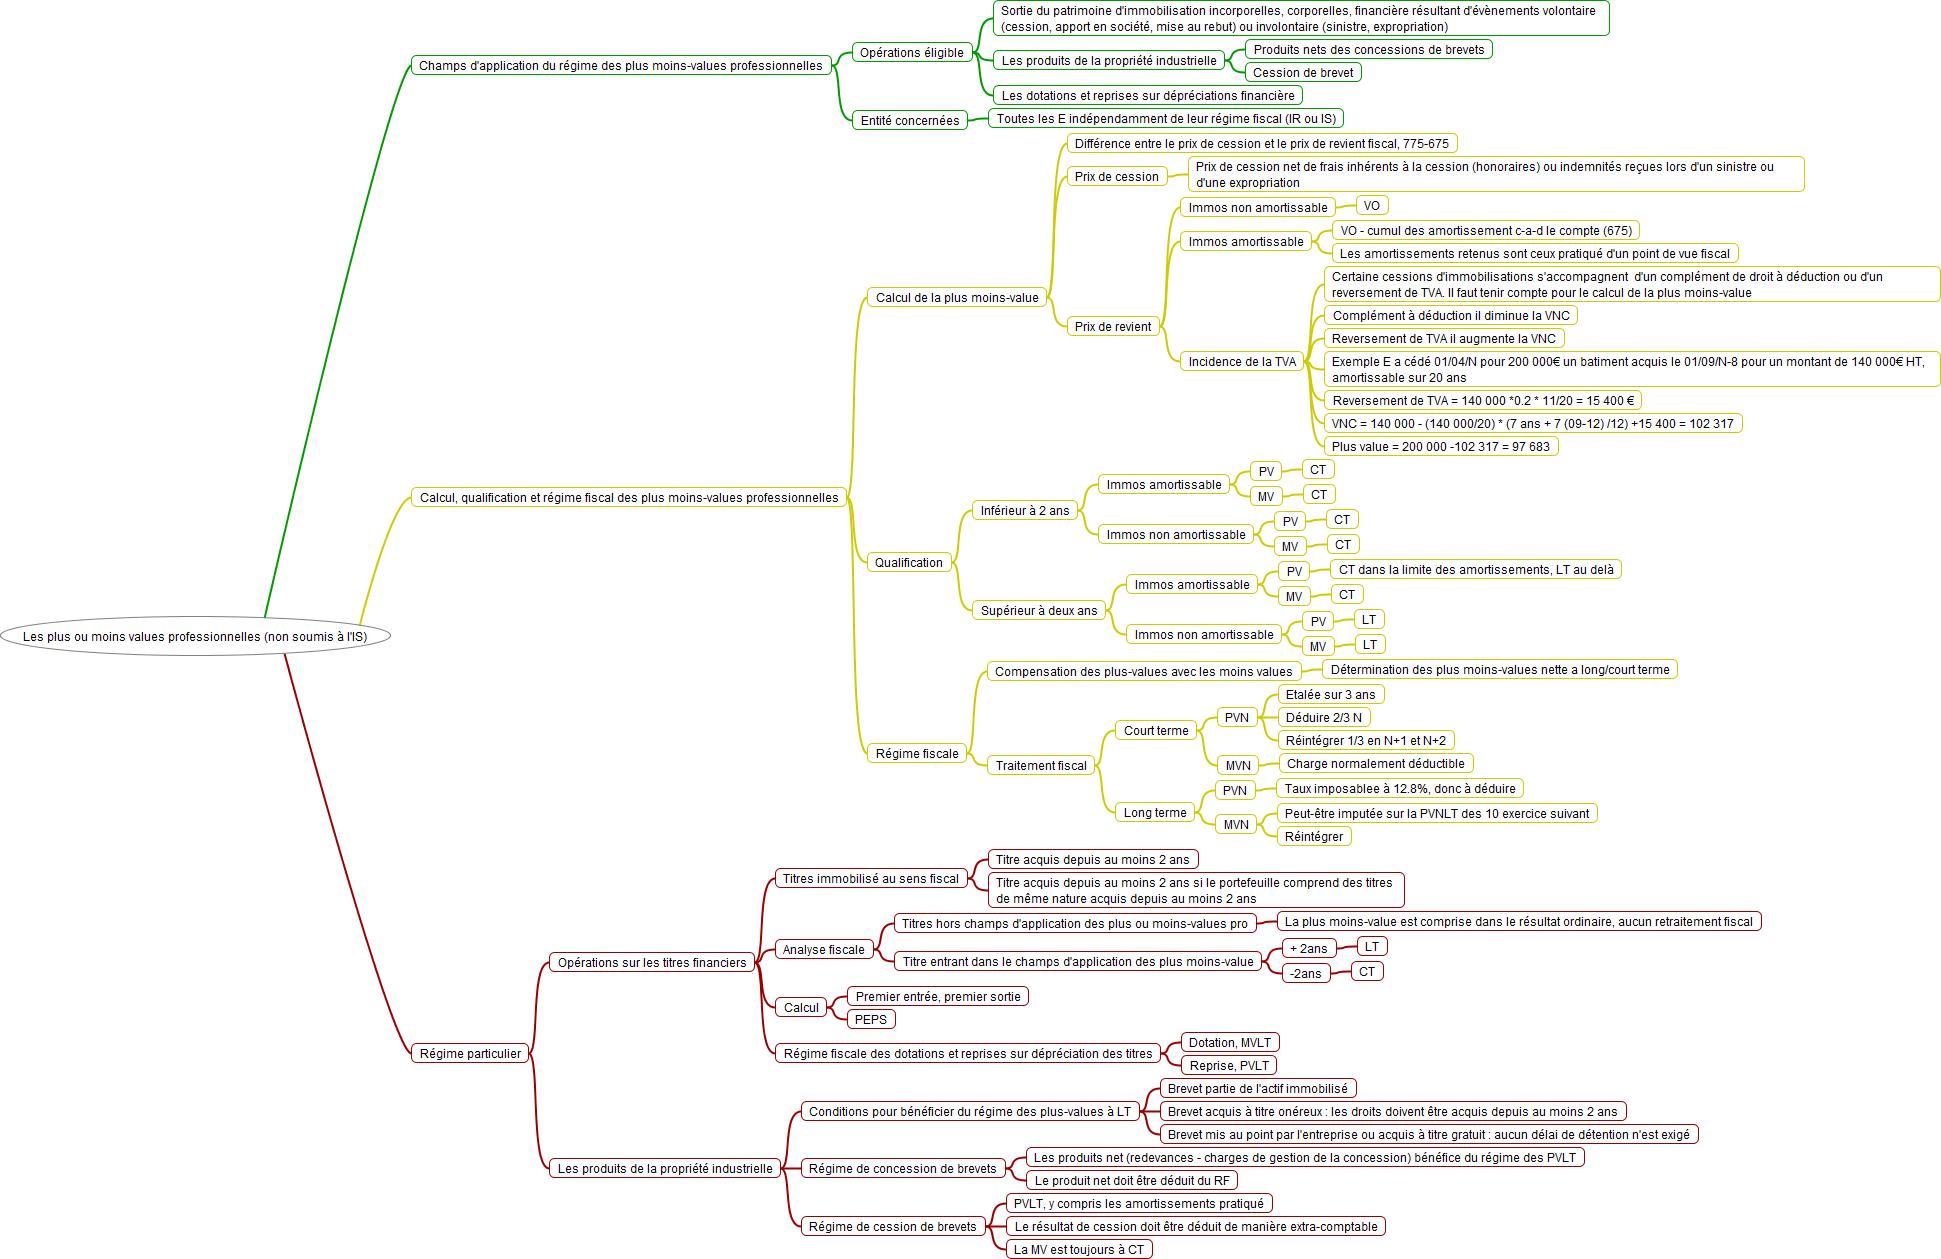 Les plus ou moins values professionnelles (non soumis à l'IS)
Champs d'application du régime des plus moins-values professionnelles
Opérations éligible
Sortie du patrimoine d'immobilisation incorporelles, corporelles, financière résultant d'évènements volontaire
(cession, apport en société, mise au rebut) ou involontaire (sinistre, expropriation)
Les produits de la propriété industrielle
Produits nets des concessions de brevets
Cession de brevet
Les dotations et reprises sur dépréciations financière
Entité concernées
Toutes les E indépendamment de leur régime fiscal (IR ou IS)
Calcul, qualification et régime fiscal des plus moins-values professionnelles
Calcul de la plus moins-value
Différence entre le prix de cession et le prix de revient fiscal, 775-675
Prix de cession
Prix de cession net de frais inhérents à la cession (honoraires) ou indemnités reçues lors d'un sinistre ou
d'une expropriation
Prix de revient
Immos non amortissable
VO
Immos amortissable
VO - cumul des amortissement c-a-d le compte (675)
Les amortissements retenus sont ceux pratiqué d'un point de vue fiscal
Incidence de la TVA
Certaine cessions d'immobilisations s'accompagnent  d'un complément de droit à déduction ou d'un
reversement de TVA. Il faut tenir compte pour le calcul de la plus moins-value
Complément à déduction il diminue la VNC
Reversement de TVA il augmente la VNC
Exemple E a cédé 01/04/N pour 200 000€ un batiment acquis le 01/09/N-8 pour un montant de 140 000€ HT,
amortissable sur 20 ans
Reversement de TVA = 140 000 *0.2 * 11/20 = 15 400 €
VNC = 140 000 - (140 000/20) * (7 ans + 7 (09-12) /12) +15 400 = 102 317
Plus value = 200 000 -102 317 = 97 683
Qualification
Inférieur à 2 ans
Immos amortissable
PV
CT
MV
CT
Immos non amortissable
PV
CT
MV
CT
Supérieur à deux ans
Immos amortissable
PV
CT dans la limite des amortissements, LT au delà
MV
CT
Immos non amortissable
PV
LT
MV
LT
Régime fiscale
Compensation des plus-values avec les moins values
Détermination des plus moins-values nette a long/court terme
Traitement fiscal
Court terme
PVN
Etalée sur 3 ans
Déduire 2/3 N
Réintégrer 1/3 en N+1 et N+2
MVN
Charge normalement déductible
Long terme
PVN
Taux imposablee à 12.8%, donc à déduire
MVN
Peut-être imputée sur la PVNLT des 10 exercice suivant
Réintégrer
Régime particulier
Opérations sur les titres financiers
Titres immobilisé au sens fiscal
Titre acquis depuis au moins 2 ans
Titre acquis depuis au moins 2 ans si le portefeuille comprend des titres
de même nature acquis depuis au moins 2 ans
Analyse fiscale
Titres hors champs d'application des plus ou moins-values pro
La plus moins-value est comprise dans le résultat ordinaire, aucun retraitement fiscal
Titre entrant dans le champs d'application des plus moins-value
+ 2ans
LT
-2ans
CT
Calcul
Premier entrée, premier sortie
PEPS
Régime fiscale des dotations et reprises sur dépréciation des titres
Dotation, MVLT
Reprise, PVLT
Les produits de la propriété industrielle
Conditions pour bénéficier du régime des plus-values à LT
Brevet partie de l'actif immobilisé
Brevet acquis à titre onéreux : les droits doivent être acquis depuis au moins 2 ans
Brevet mis au point par l'entreprise ou acquis à titre gratuit : aucun délai de détention n'est exigé
Régime de concession de brevets
Les produits net (redevances - charges de gestion de la concession) bénéfice du régime des PVLT
Le produit net doit être déduit du RF
Régime de cession de brevets
PVLT, y compris les amortissements pratiqué
Le résultat de cession doit être déduit de manière extra-comptable
La MV est toujours à CT